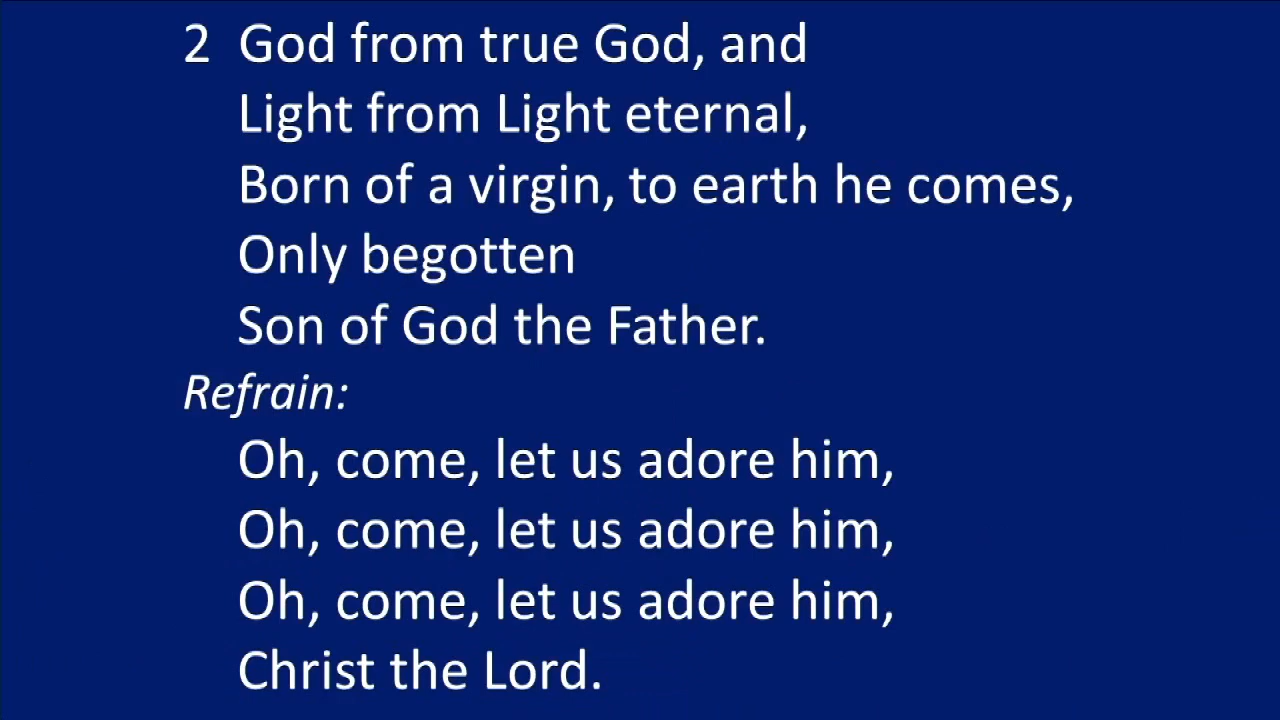 2 God from true God, and
Light from Light eternal,
Born of a virgin, to earth he comes,
Only begotten
Son of God the Father.
Refrain:
Oh, come, let us adore him,
Oh, come, let us adore him,
Oh, come, let us adore him,
Christ the Lord.